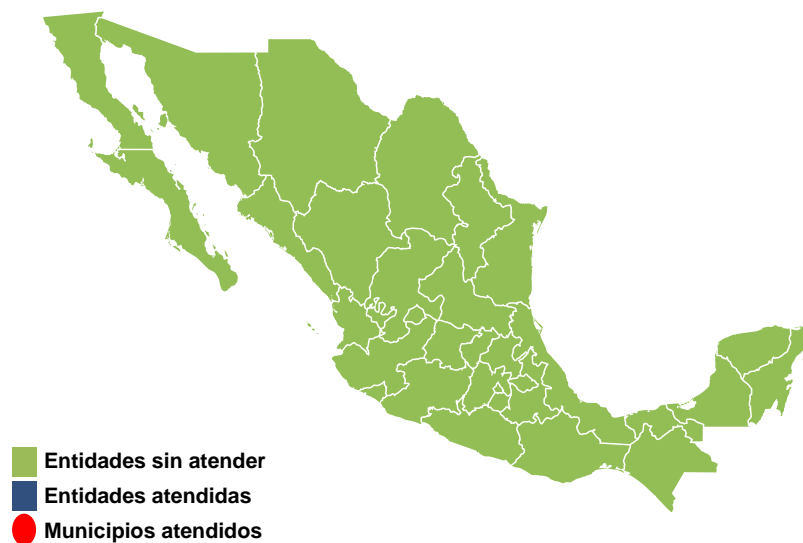 Entidades sin atender
Entidades atendidas
Municipios atendidos